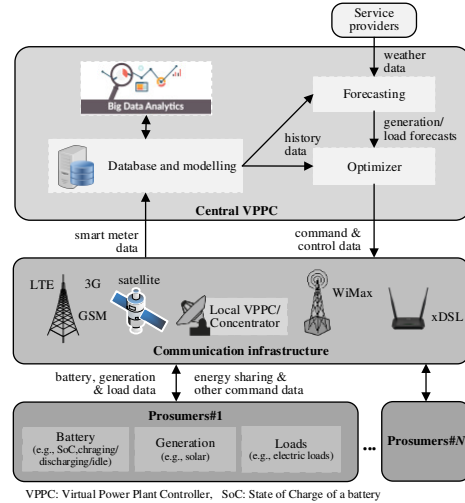 Service
providers
weather
data
Big Data Analytics
Forecasting
history
data
generation/
load forecasts
Database and modelling
Optimizer
Central VPPC
smart meter
data
command &
control data
LTE
3G
satellite
GSM
Local VPPC/
Concentrator
WiMax
xDSL
Communication infrastructure
battery, generation
& load data
energy sharing &
other command data
Prosumers#1
Battery
(e.g., SoC,chraging/
discharging/idle)
Generation
(e.g., solar)
Loads
(e.g., electric loads)
...
Prosumers#N
VPPC: Virtual Power Plant Controller, SoC: State of Charge of a battery